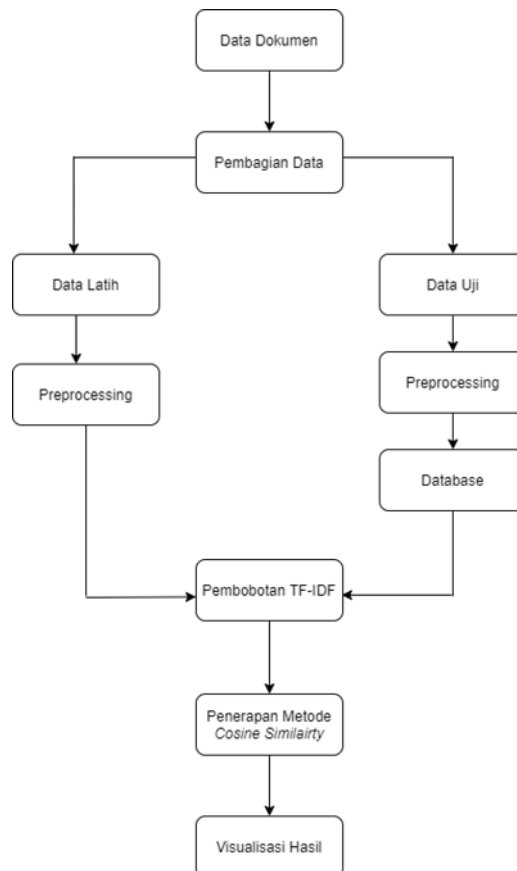 Data Dokumen
Pembagian Data
Data Latih
Data Uji
Preprocessing
Preprocessing
Database
Pembobotan TF-IDF
Penerapan Metode
Cosine Similairty
Visualisasi Hasil